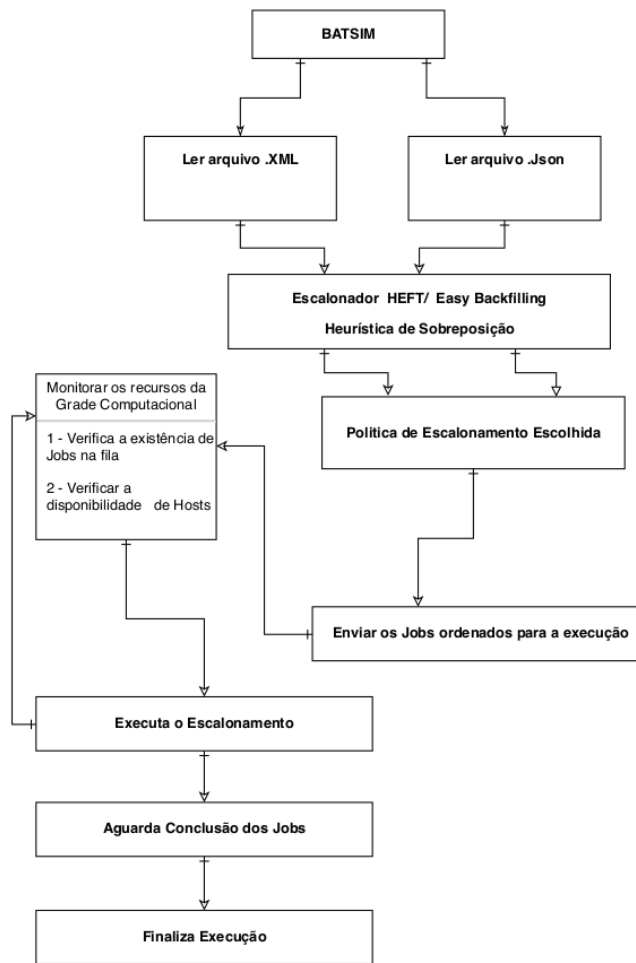 BATSIM
Ler arquivo .XML
Ler arquivo .Json
Escalonador HEFT/ Easy Backfilling
Heurística de Sobreposição
Monitorar os recursos da
Grade Computacional
1 - Verifica a existência de
Jobs na fila
2 - Verificar a
disponibilidade de Hosts
Politica de Escalonamento Escolhida
Enviar os Jobs ordenados para a execução
Executa o Escalonamento
Aguarda Conclusão dos Jobs
Finaliza Execução